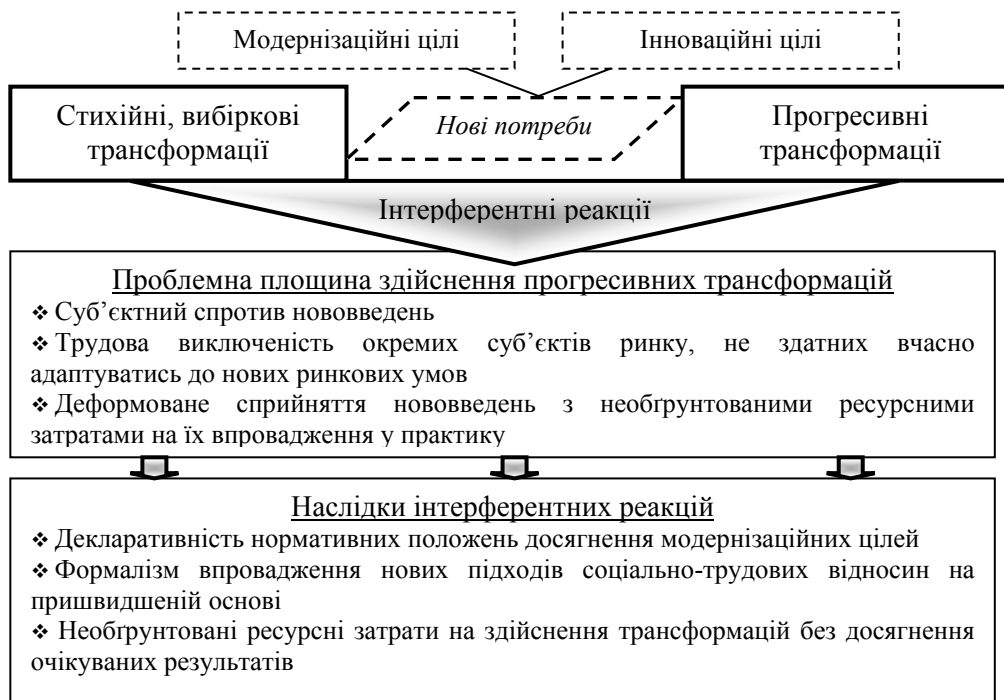 Модернізаційні цілі
Інноваційні цілі
Стихійні, вибіркові
трансформації
Нові потреби
Прогресивні
трансформації
Інтерферентні реакції
Проблемна площина здійснення прогресивних трансформацій
❖ Суб’єктний спротив нововведень
❖ Трудова виключеність окремих суб’єктів ринку, не здатних вчасно
адаптуватись до нових ринкових умов
❖ Деформоване сприйняття нововведень з необґрунтованими ресурсними
затратами на їх впровадження у практику
Наслідки інтерферентних реакцій
❖ Декларативність нормативних положень досягнення модернізаційних цілей
❖ Формалізм впровадження нових підходів соціально-трудових відносин на
пришвидшеній основі
❖ Необґрунтовані ресурсні затрати на здійснення трансформацій без досягнення
очікуваних результатів